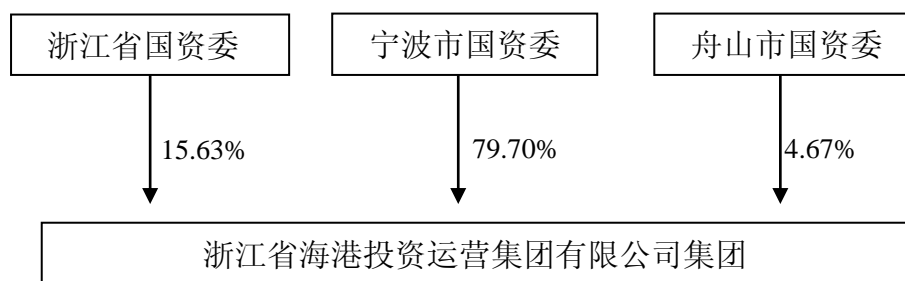 浙江省国资委 宁波市国资委 舟山市国资委
15.63% 79.70% 4.67%
浙江省海港投资运营集团有限公司集团